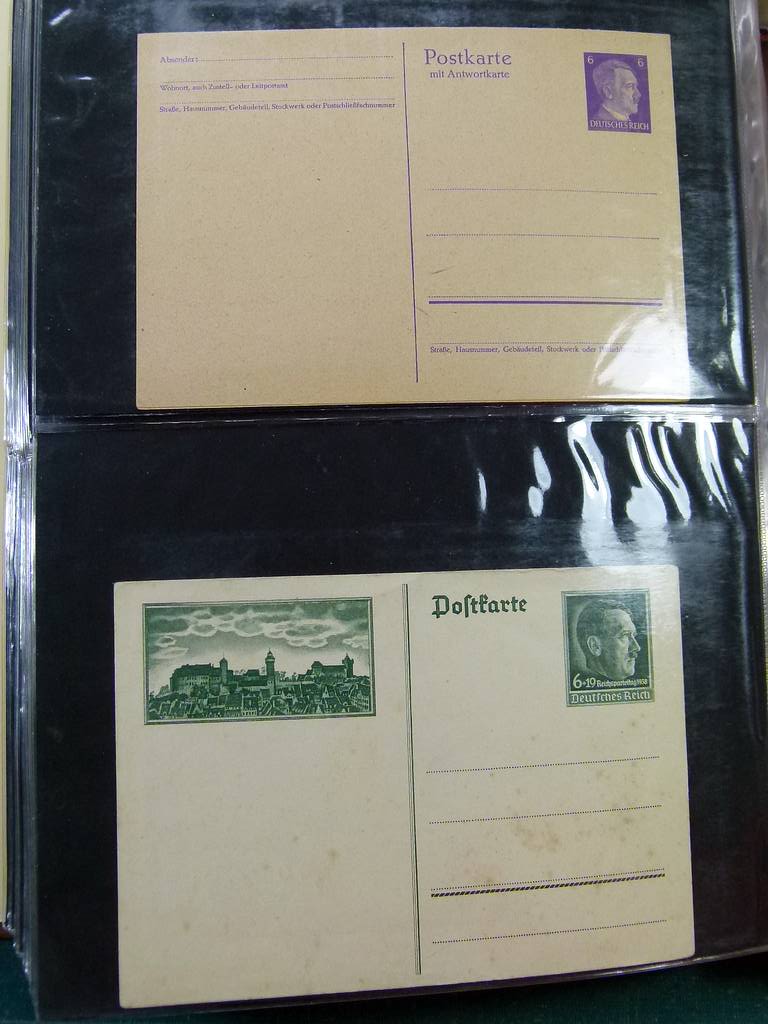 Absender:
Wohnort, auch Zustell- oder Leitpostamt
Straße, Hausnummer, Gebäudeteil, Stockwerk oder Postschließfachnummer
Postkarte
mit Antwortkarte
6 6
DEUTSCHES REICH
Straße, Hausnummer, Gebäudeteil, Stockwerk oder
Postkarte
6+19 Reichsparteitag 1938
Deutsches Reich